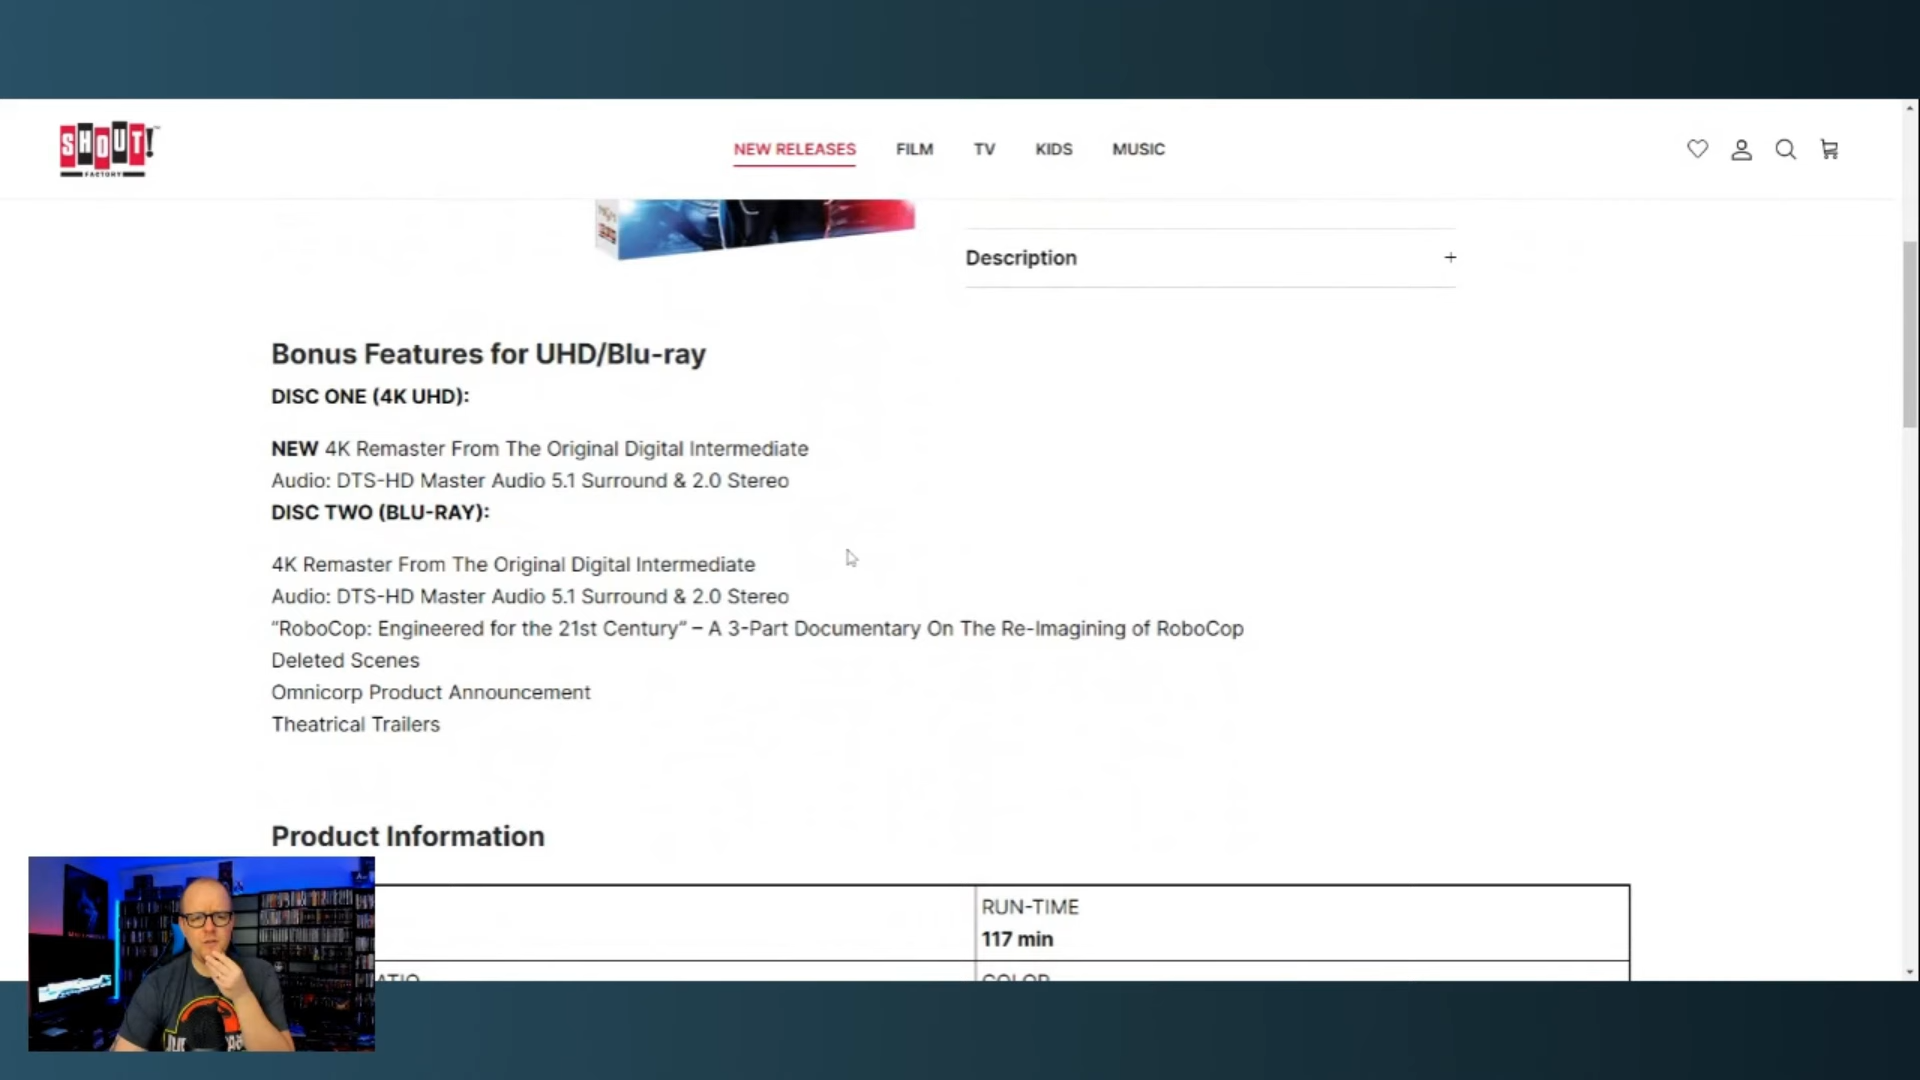 SHOUT!
FACTORY
NEW RELEASES
FILM
TV
KIDS
MUSIC
Description
+
Bonus Features for UHD/Blu-ray
DISC ONE (4K UHD):
NEW 4K Remaster From The Original Digital Intermediate
Audio: DTS-HD Master Audio 5.1 Surround & 2.0 Stereo
DISC TWO (BLU-RAY):
4K Remaster From The Original Digital Intermediate
Audio: DTS-HD Master Audio 5.1 Surround & 2.0 Stereo
“RoboCop: Engineered for the 21st Century” – A 3-Part Documentary On The Re-Imagining of RoboCop
Deleted Scenes
Omnicorp Product Announcement
Theatrical Trailers
Product Information
RUN-TIME
117 min
COLOR